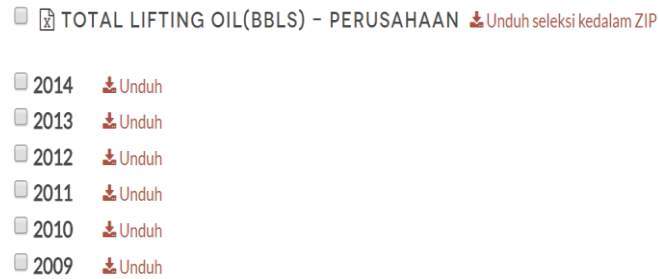 TOTAL LIFTING OIL(BBLS) - PERUSAHAAN Unduh seleksi kedalam ZIP
2014 Unduh
2013 Unduh
2012 Unduh
2011 Unduh
2010 Unduh
2009 Unduh